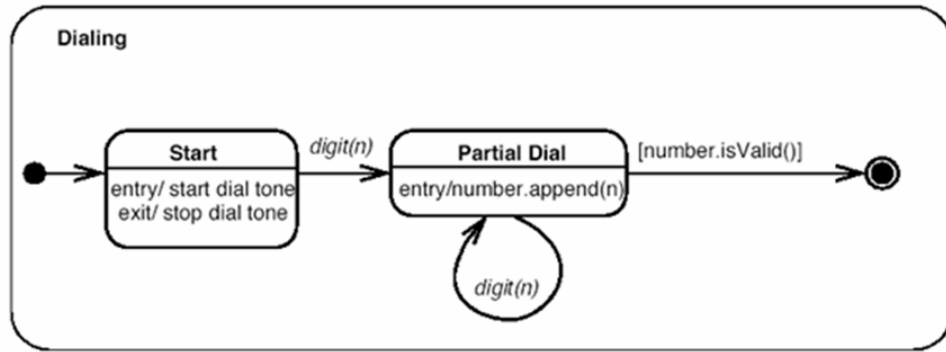 Dialing
Start
entry/ start dial tone
exit/ stop dial tone
digit(n)
Partial Dial
entry/number.append(n)
digit(n)
[number.isValid()]